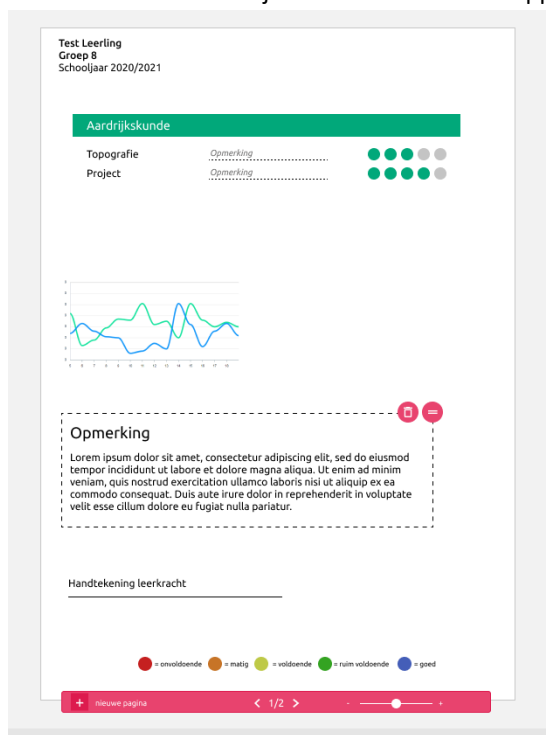 Test Leerling
Groep 8
Schooljaar 2020/2021
Aardrijkskunde
Topografie Opmerking
Project Opmerking
Opmerking
Lorem ipsum dolor sit amet, consectetur adipiscing elit, sed do eiusmod
tempor incididunt ut labore et dolore magna aliqua. Ut enim ad minim
veniam, quis nostrud exercitation ullamco laboris nisi ut aliquip ex ea
commodo consequat. Duis aute irure dolor in reprehenderit in voluptate
velit esse cillum dolore eu fugiat nulla pariatur.
Handtekening leerkracht
= onvoldoende = matig = voldoende = ruim voldoende = goed
+ nieuwe pagina < 1/2 > - +